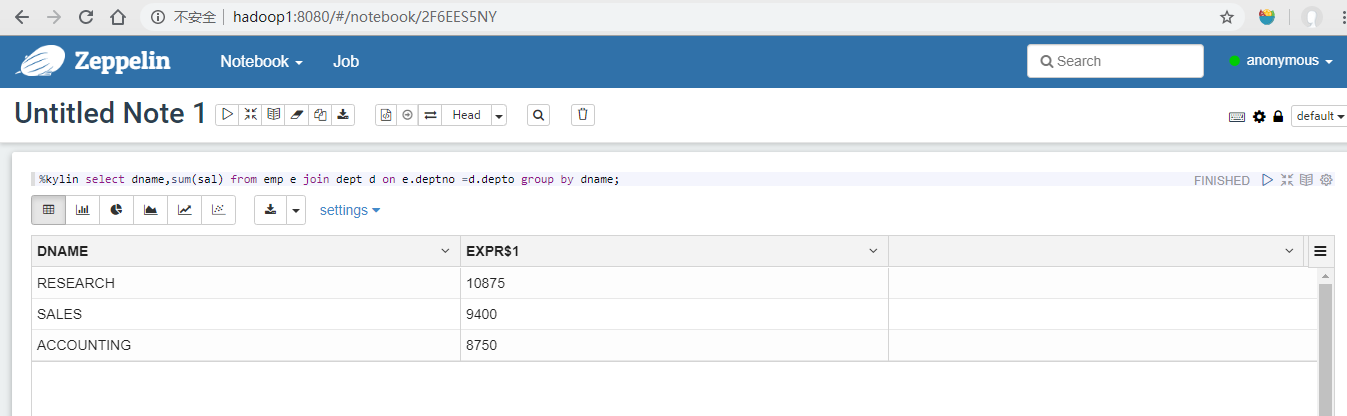 不安全 | hadoop1:8080/#/notebook/2F6EES5NY
Zeppelin Notebook Job Search anonymous
Untitled Note 1 Head default
%kylin select dname,sum(sal) from emp e join dept d on e.deptno =d.depto group by dname;
FINISHED
settings
DNAME EXPR$1
RESEARCH 10875
SALES 9400
ACCOUNTING 8750